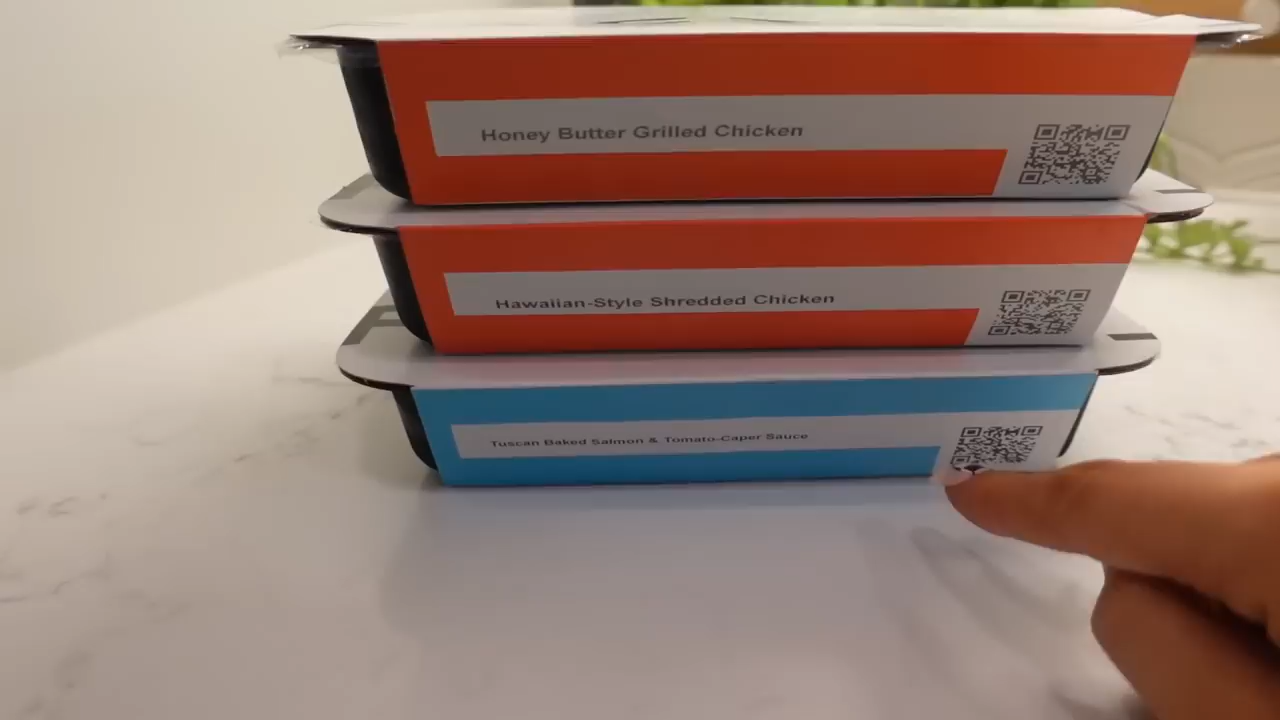 Honey Butter Grilled Chicken
Hawaiian-Style Shredded Chicken
Tuscan Baked Salmon & Tomato-Caper Sauce